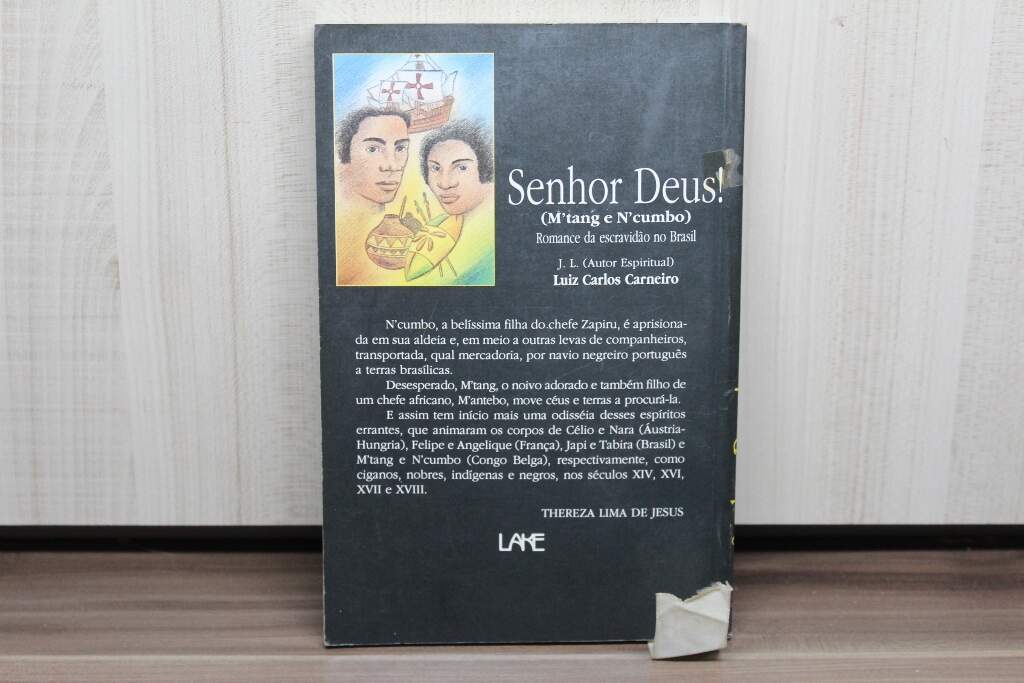 Senhor Deus!
(M'tang e N'cumbo)
Romance da escravidão no Brasil
J. L. (Autor Espiritual)
Luiz Carlos Carneiro
N'cumbo, a belíssima filha do chefe Zapiru, é aprisiona-
da em sua aldeia e, em meio a outras levas de companheiros,
transportada, qual mercadoria, por navio negreiro português
a terras brasílicas.
Desesperado, M'tang, o noivo adorado e também filho de
um chefe africano, M'antebo, move céus e terras a procurá-la.
E assim tem início mais uma odisséia desses espíritos
errantes, que animaram os corpos de Célio e Nara (Áustria-
Hungria), Felipe e Angelique (França), Japi e Tabira (Brasil) e
M'tang e N'cumbo (Congo Belga), respectivamente, como
ciganos, nobres, indígenas e negros, nos séculos XIV, XVI,
XVII e XVIII.
THEREZA LIMA DE JESUS
LAKE